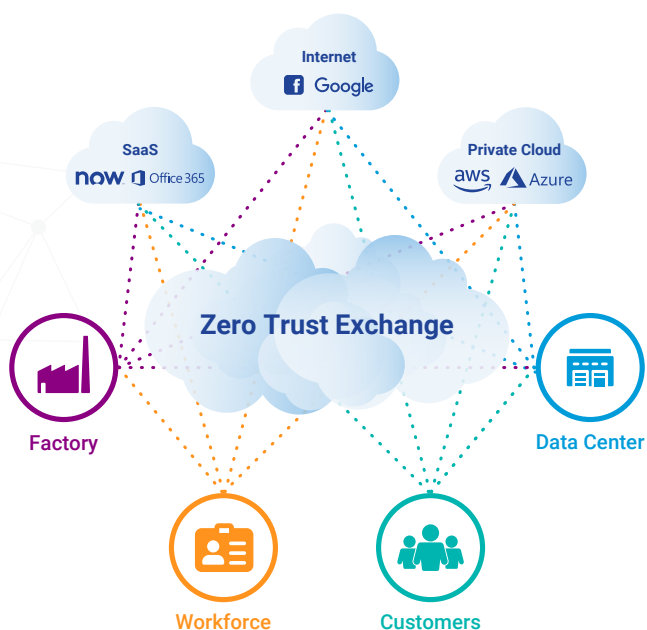 Internet
f Google
SaaS
now Office 365
Private Cloud
aws Azure
Zero Trust Exchange
Factory
Data Center
Workforce
Customers